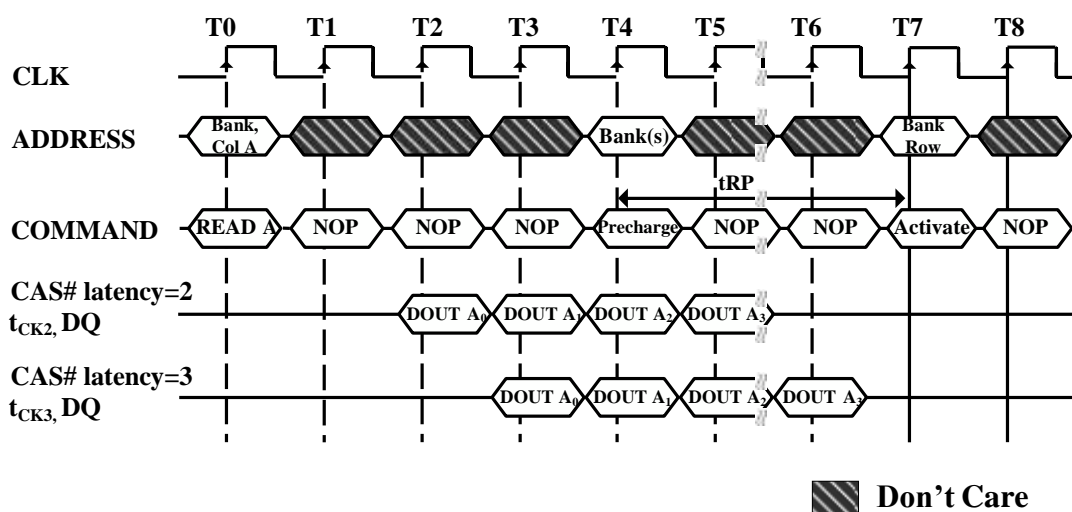 T0 T1 T2 T3 T4 T5 T6 T7 T8
CLK
ADDRESS
Bank,
Col A
Bank(s)
Bank
Row
tRP
COMMAND
READ A NOP NOP NOP Precharge NOP NOP Activate NOP
CAS# latency=2
tCK2, DQ
DOUT A0 DOUT A1 DOUT A2 DOUT A3
CAS# latency=3
tCK3, DQ
DOUT A0 DOUT A1 DOUT A2 DOUT A3
Don't Care